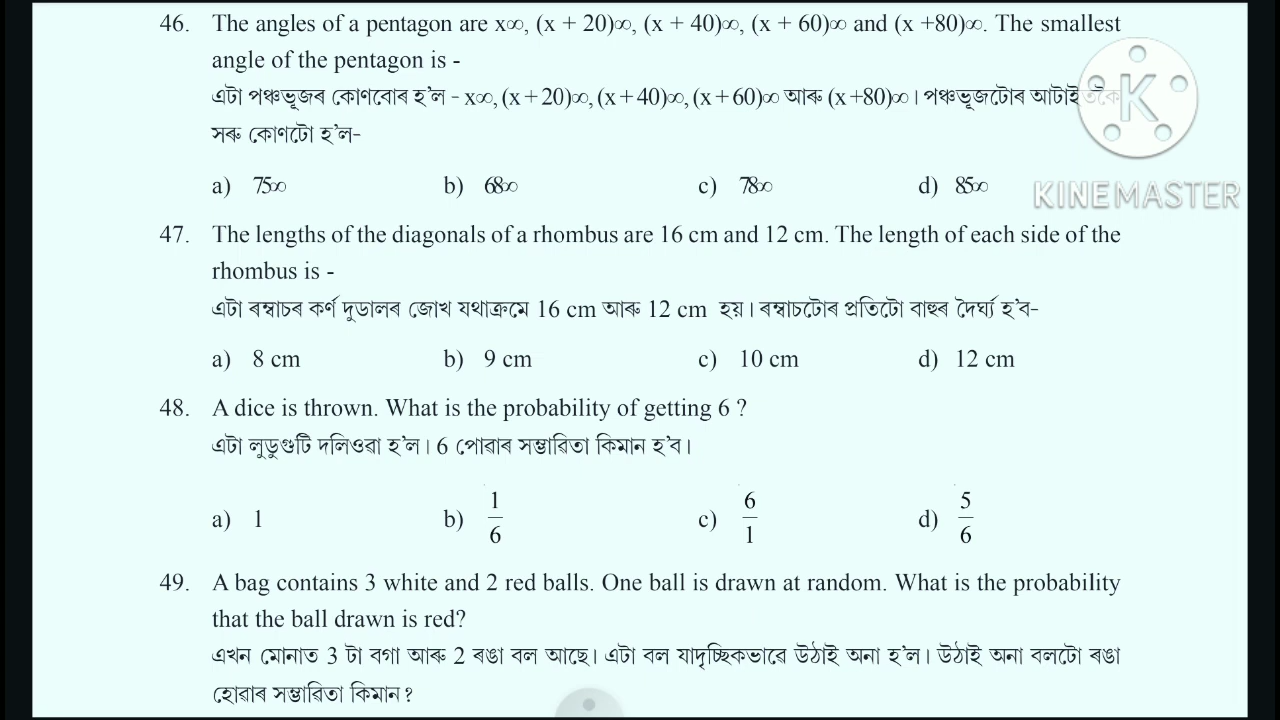 46. The angles of a pentagon are x∞, (x + 20)∞, (x + 40)∞, (x + 60)∞ and (x +80)∞. The smallest
angle of the pentagon is -
এটা পঞ্চভূজৰ কোণবোৰ হ'ল - x∞, (x + 20)∞, (x + 40)∞, (x + 60)∞ আৰু (x +80)∞। পঞ্চভূজটোৰ আটাইতকৈ
সৰু কোণটো হ'ল-
a) 75∞ b) 68∞ c) 78∞ d) 85∞
K
KINEMASTER
47. The lengths of the diagonals of a rhombus are 16 cm and 12 cm. The length of each side of the
rhombus is -
এটা ৰম্বাচৰ কৰ্ণ দুডালৰ জোখ যথাক্ৰমে 16 cm আৰু 12 cm হয়। ৰম্বাচটোৰ প্ৰতিটো বাহুৰ দৈৰ্ঘ্য হ'ব-
a) 8 cm b) 9 cm c) 10 cm d) 12 cm
48. A dice is thrown. What is the probability of getting 6 ?
এটা লুডুগুটি দলিওৱা হ'ল। 6 পোৱাৰ সম্ভাৱিতা কিমান হ'ব।
a) 1 b) 1/6 c) 6/1 d) 5/6
49. A bag contains 3 white and 2 red balls. One ball is drawn at random. What is the probability
that the ball drawn is red?
এখন মোনাত 3 টা বগা আৰু 2 ৰঙা বল আছে। এটা বল যাদৃচ্ছিকভাৱে উঠাই অনা হ'ল। উঠাই অনা বলটো ৰঙা
হোৱাৰ সম্ভাৱিতা কিমান?